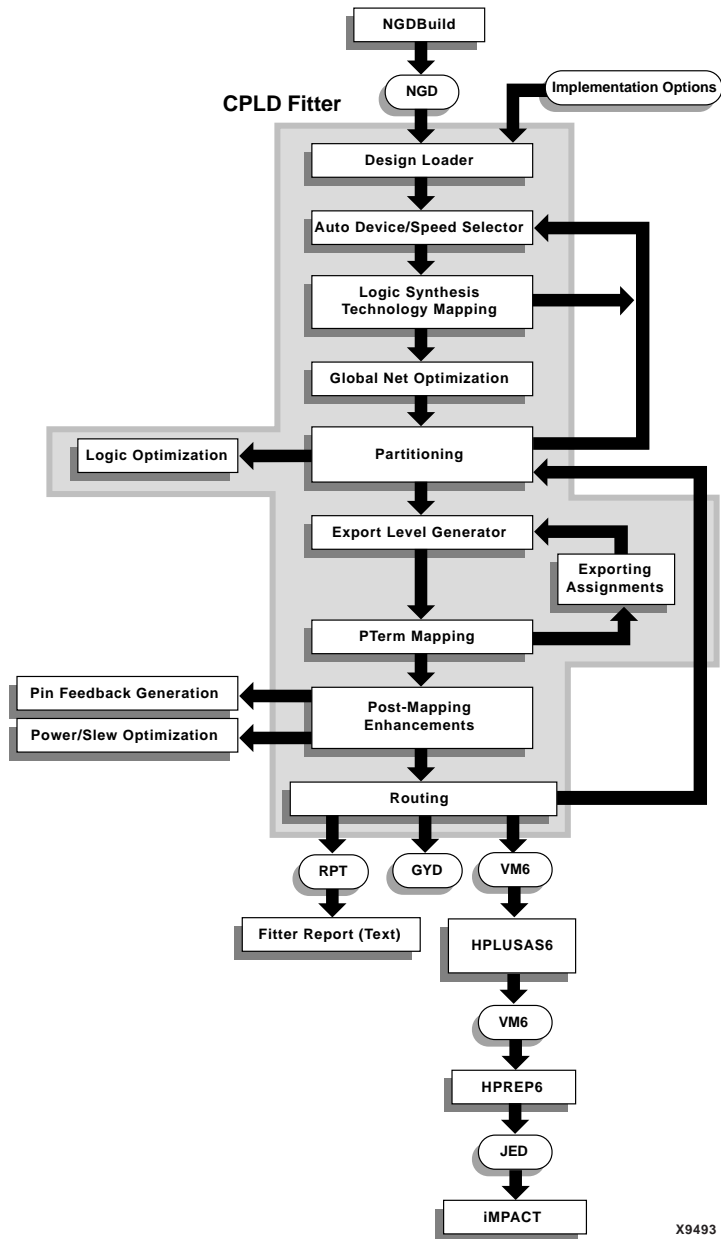 NGDBuild
NGD
Implementation Options
CPLD Fitter
Design Loader
Auto Device/Speed Selector
Logic Synthesis
Technology Mapping
Global Net Optimization
Logic Optimization
Partitioning
Export Level Generator
Exporting
Assignments
PTerm Mapping
Pin Feedback Generation
Post-Mapping
Enhancements
Power/Slew Optimization
Routing
RPT
GYD
VM6
Fitter Report (Text)
HPLUSAS6
VM6
HPREP6
JED
iMPACT
X9493